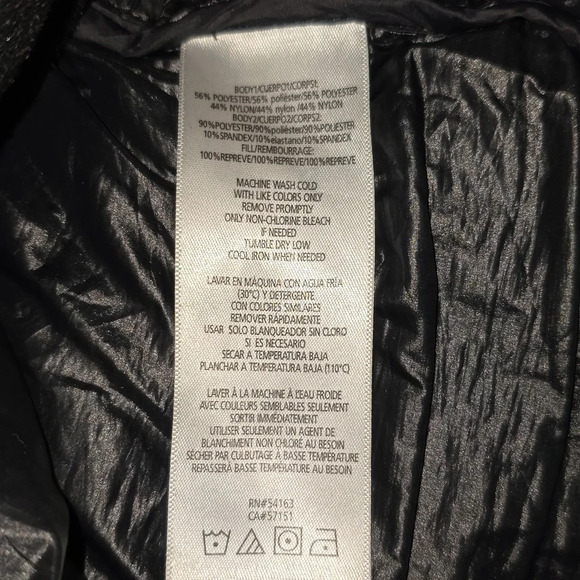 BODY1/CUERPO1/CORPS1:
56% POLYESTER/56% poliéster/56% POLYESTER
44% NYLON/44% nylon/44% NYLON
BODY2/CUERPO2/CORPS2:
90%POLYESTER/90%poliéster/90%POLIESTER
10%SPANDEX/10%elastano/10%SPANDEX
FILL/REMBOURRAGE:
100%REPREVE/100%REPREVE/100%REPREVE
MACHINE WASH COLD
WITH LIKE COLORS ONLY
REMOVE PROMPTLY
ONLY NON-CHLORINE BLEACH
IF NEEDED
TUMBLE DRY LOW
COOL IRON WHEN NEEDED
LAVAR EN MÁQUINA CON AGUA FRÍA
(30°C) Y DETERGENTE
CON COLORES SIMILARES
REMOVER RÁPIDAMENTE
USAR SOLO BLANQUEADOR SIN CLORO
SI ES NECESARIO
SECAR A TEMPERATURA BAJA
PLANCHAR A TEMPERATURA BAJA (110°C)
LAVER À LA MACHINE À L'EAU FROIDE
AVEC COULEURS SEMBLABLES SEULEMENT
SORTIR IMMÉDIATEMENT
UTILISER SEULEMENT UN AGENT DE
BLANCHIMENT NON CHLORÉ AU BESOIN
SÉCHER PAR CULBUTAGE À BASSE TEMPÉRATURE
REPASSER À BASSE TEMPÉRATURE AU BESOIN
RN#54163
CA#57151